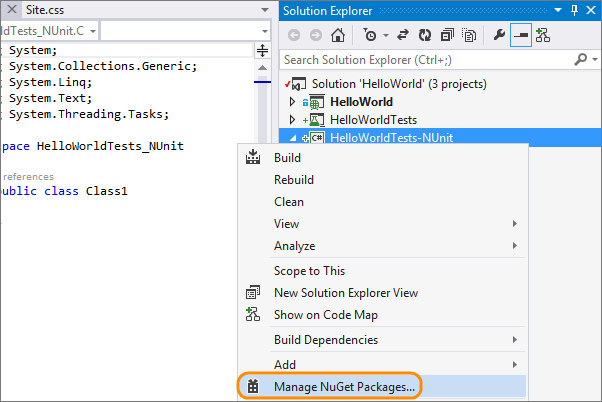 Site.css
ldTests_NUnit.C
System;
System.Collections.Generic;
System.Linq;
System.Text;
System.Threading.Tasks;
pace HelloWorldTests_NUnit
references
ublic class Class1
Solution Explorer
Search Solution Explorer (Ctrl+;)
Solution 'HelloWorld' (3 projects)
HelloWorld
HelloWorldTests
C# HelloWorldTests-NUnit
Build
Rebuild
Clean
View
Analyze
Scope to This
New Solution Explorer View
Show on Code Map
Build Dependencies
Add
Manage NuGet Packages...